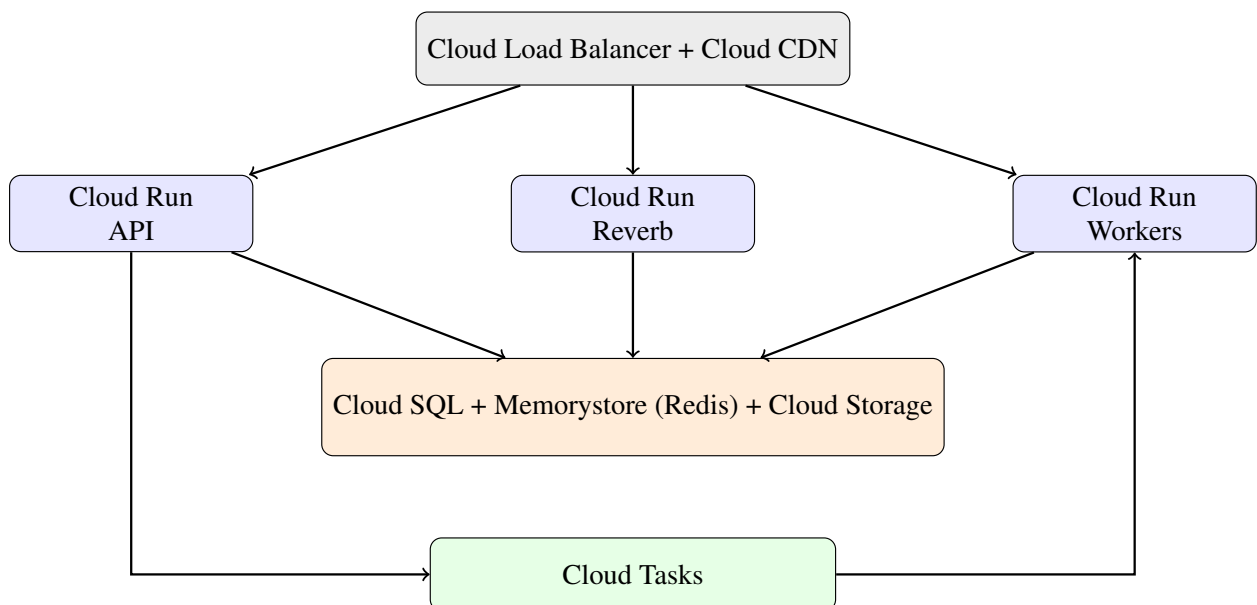 Cloud Load Balancer + Cloud CDN
Cloud Run
API
Cloud Run
Reverb
Cloud Run
Workers
Cloud SQL + Memorystore (Redis) + Cloud Storage
Cloud Tasks